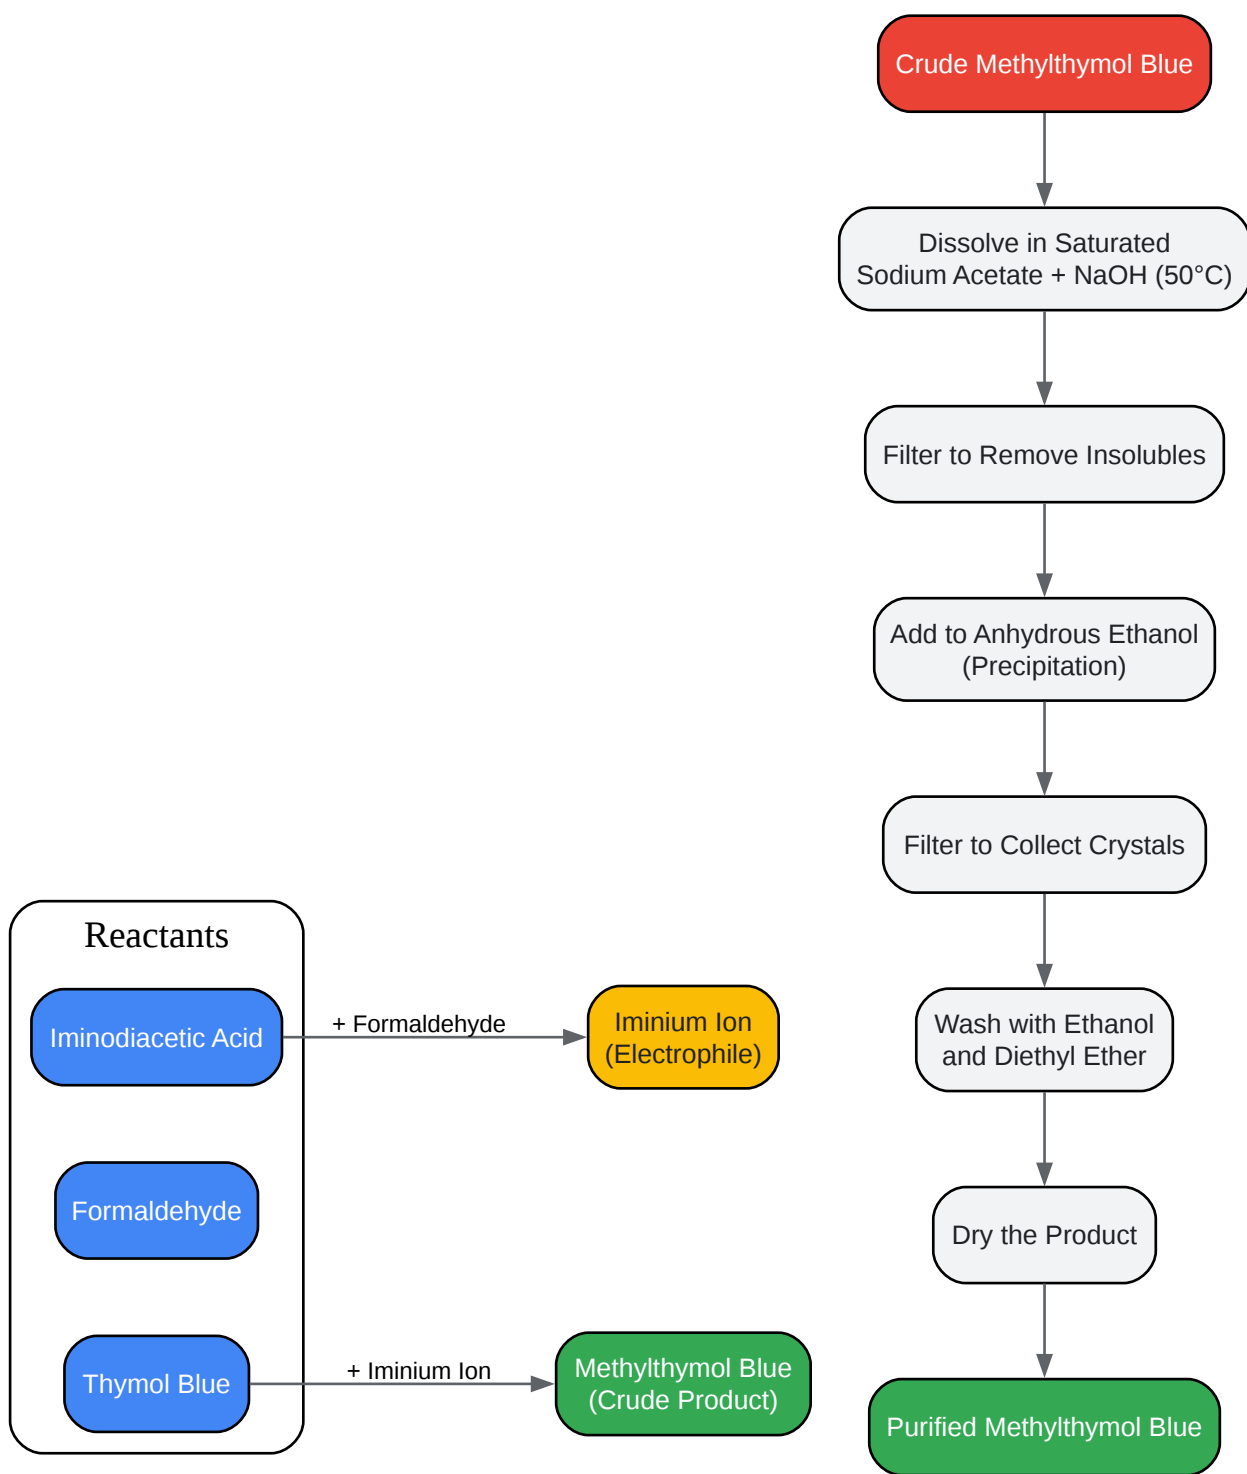 Crude Methylthymol Blue
Dissolve in Saturated
Sodium Acetate + NaOH (50°C)
Filter to Remove Insolubles
Add to Anhydrous Ethanol
(Precipitation)
Filter to Collect Crystals
Wash with Ethanol
and Diethyl Ether
Dry the Product
Purified Methylthymol Blue
Reactants
Iminodiacetic Acid
+ Formaldehyde
Iminium Ion
(Electrophile)
Formaldehyde
Thymol Blue
+ Iminium Ion
Methylthymol Blue
(Crude Product)